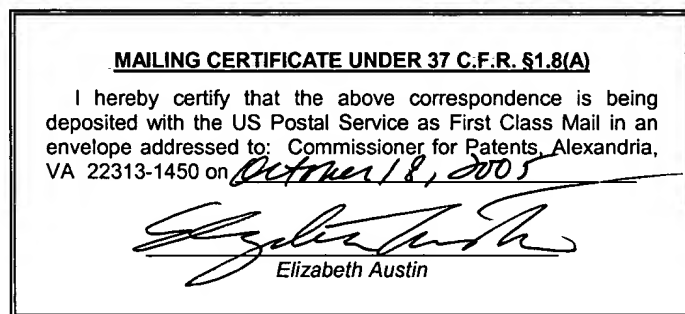 MAILING CERTIFICATE UNDER 37 C.F.R. §1.8(A)
I hereby certify that the above correspondence is being
deposited with the US Postal Service as First Class Mail in an
envelope addressed to: Commissioner for Patents, Alexandria,
VA 22313-1450 on October 18, 2005
Elizabeth Austin
Elizabeth Austin